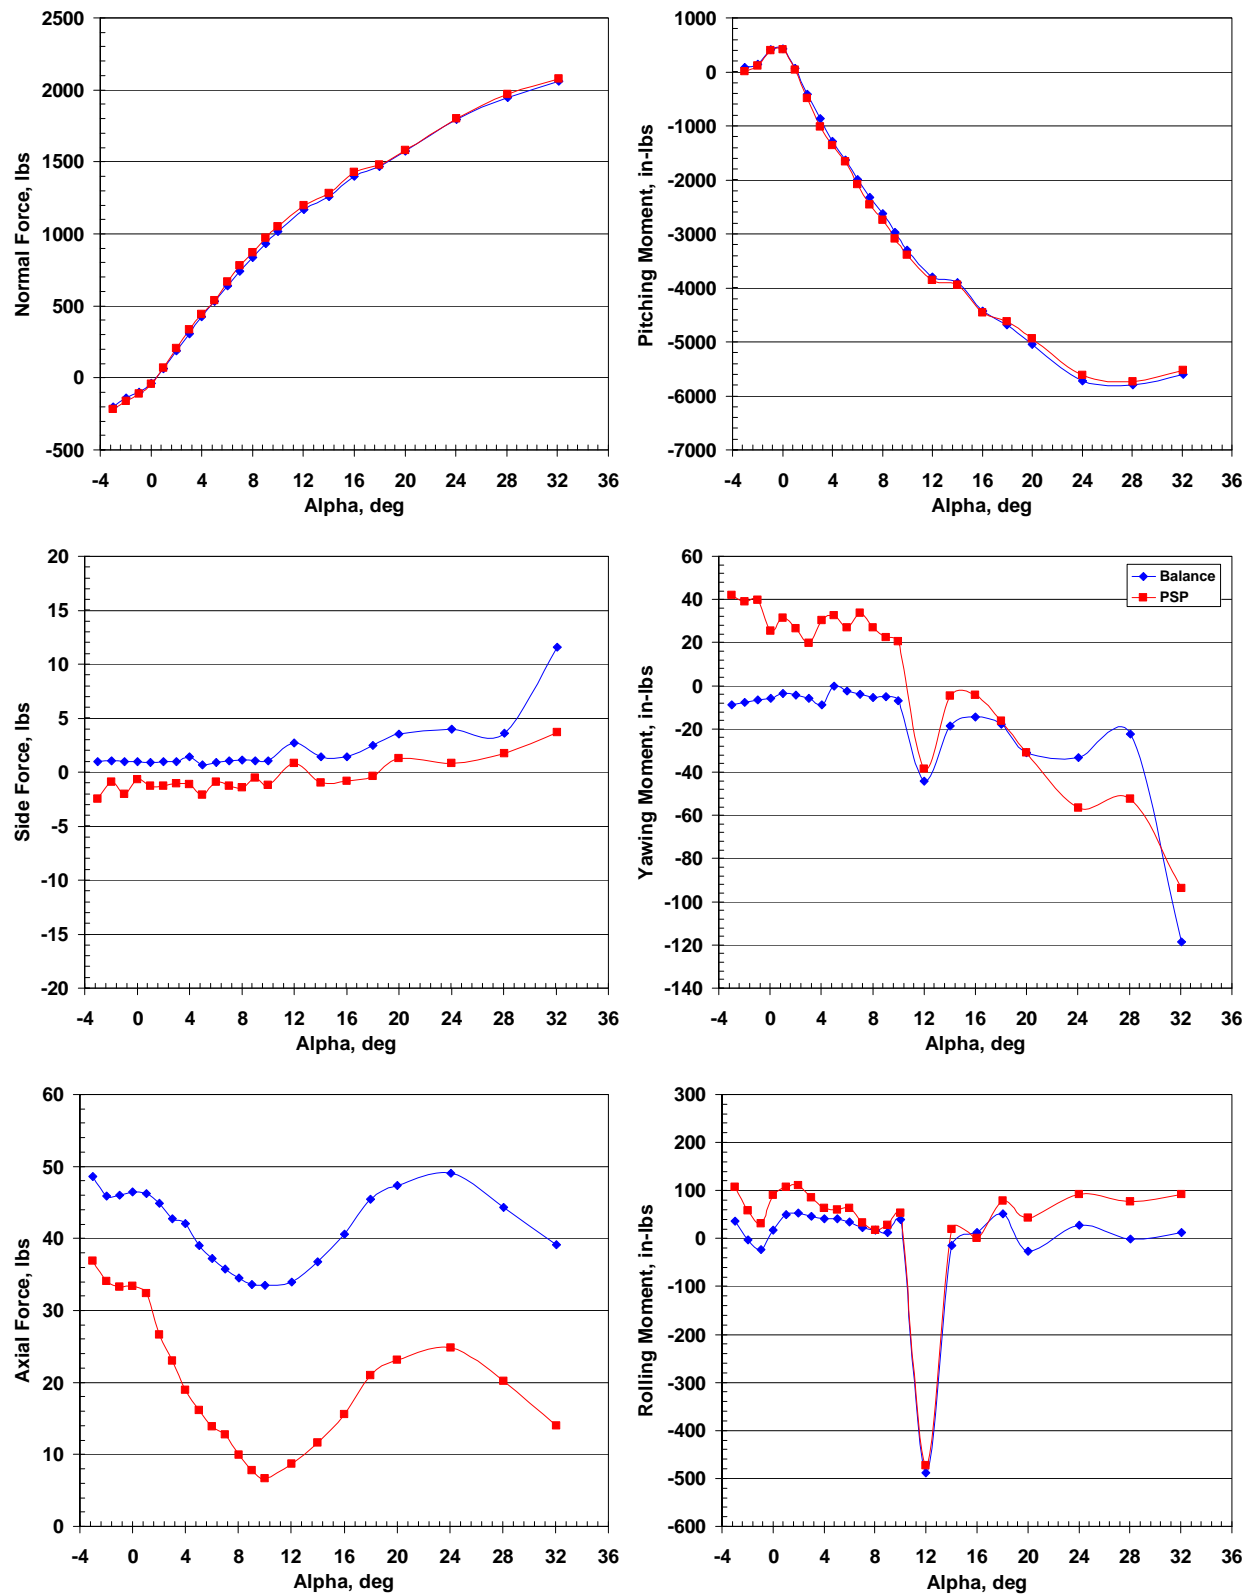 2500
2000
1500
1000
500
0
-500
-4 0 4 8 12 16 20 24 28 32 36
Alpha, deg
Normal Force, lbs
1000
0
-1000
-2000
-3000
-4000
-5000
-6000
-7000
-4 0 4 8 12 16 20 24 28 32 36
Alpha, deg
Pitching Moment, in-lbs
20
15
10
5
0
-5
-10
-15
-20
-4 0 4 8 12 16 20 24 28 32 36
Alpha, deg
Side Force, lbs
60
40
20
0
-20
-40
-60
-80
-100
-120
-140
-4 0 4 8 12 16 20 24 28 32 36
Alpha, deg
Yawing Moment, in-lbs
Balance
PSP
60
50
40
30
20
10
0
-4 0 4 8 12 16 20 24 28 32 36
Alpha, deg
Axial Force, lbs
300
200
100
0
-100
-200
-300
-400
-500
-600
-4 0 4 8 12 16 20 24 28 32 36
Alpha, deg
Rolling Moment, in-lbs